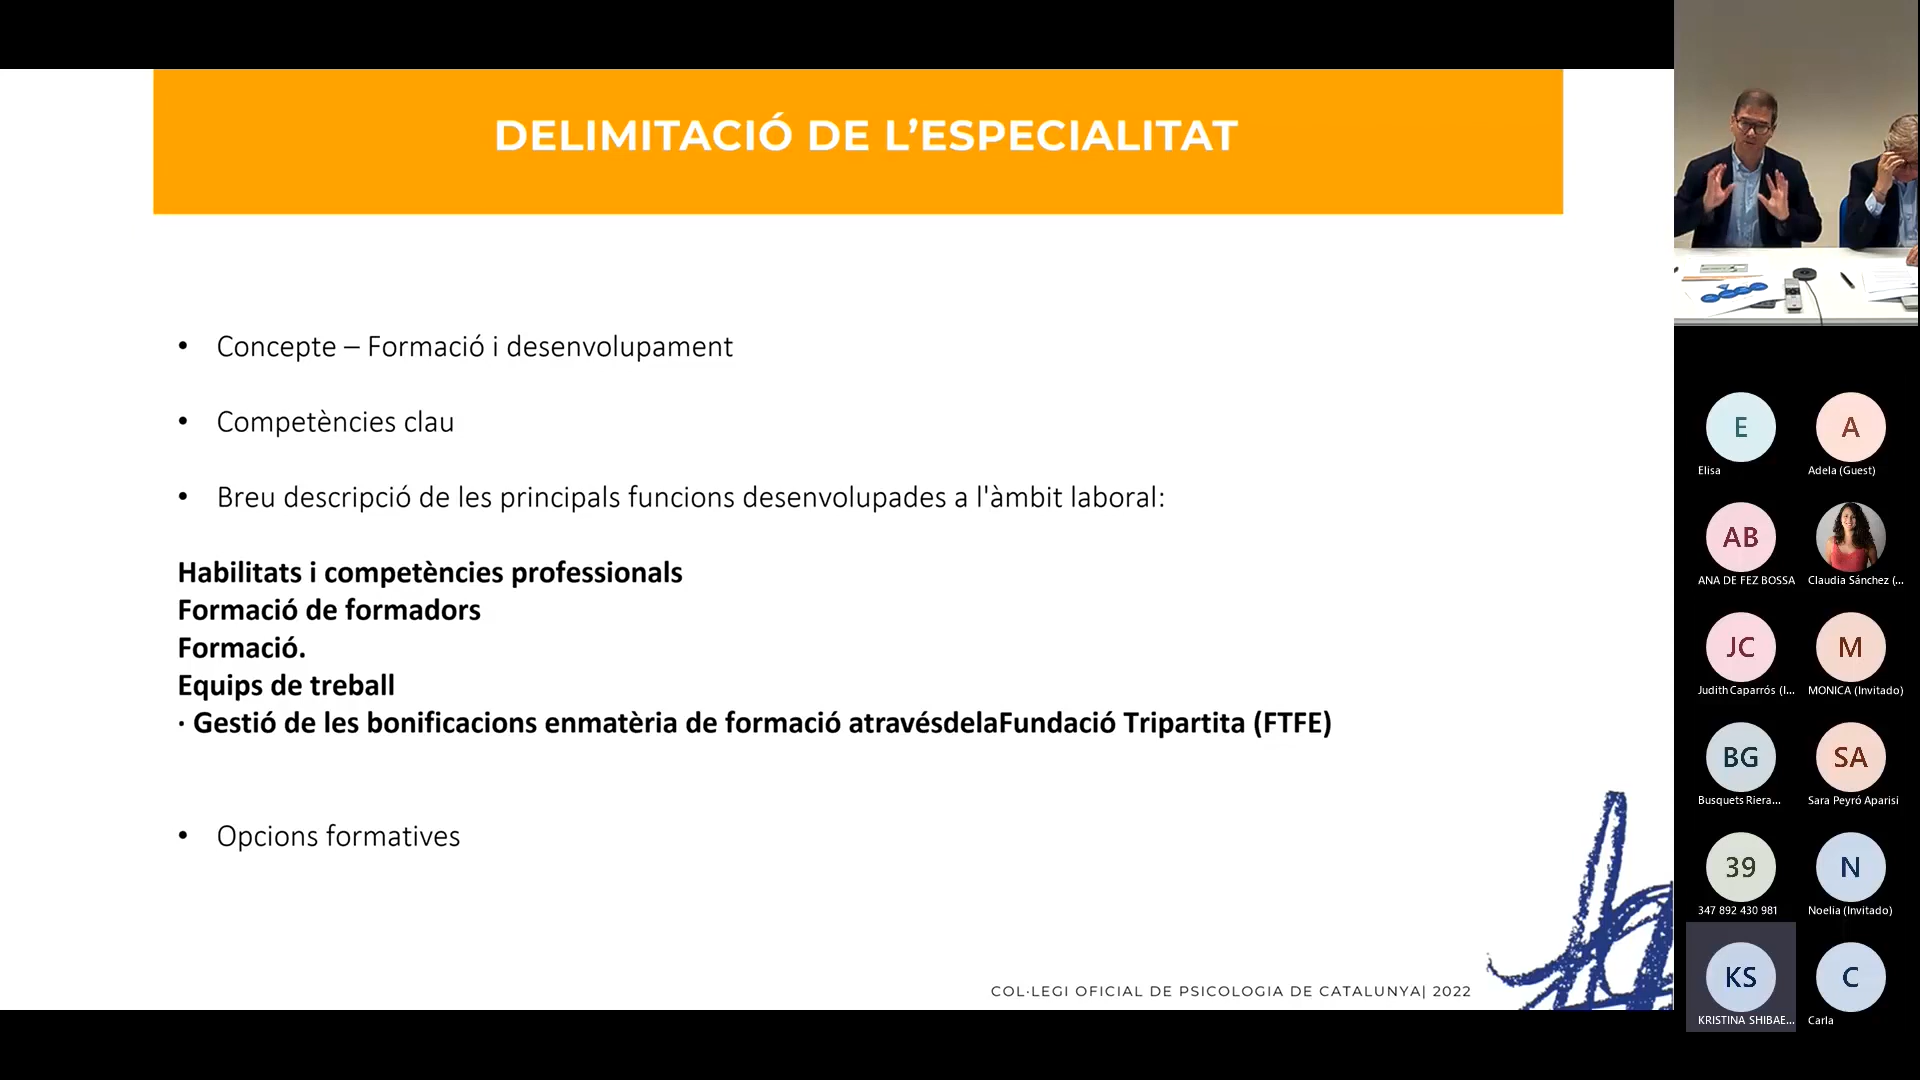 DELIMITACIÓ DE L’ESPECIALITAT
• Concepte – Formació i desenvolupament
• Competències clau
• Breu descripció de les principals funcions desenvolupades a l'àmbit laboral:
Habilitats i competències professionals
Formació de formadors
Formació.
Equips de treball
· Gestió de les bonificacions enmatèria de formació atravésdelaFundació Tripartita (FTFE)
• Opcions formatives
COL·LEGI OFICIAL DE PSICOLOGIA DE CATALUNYA| 2022
E
A
Elisa
Adela (Guest)
AB
ANA DE FEZ BOSSA
Claudia Sánchez (...
JC
M
Judith Caparrós (I...
MONICA (Invitado)
BG
SA
Busquets Riera...
Sara Peyró Aparisi
39
N
347 892 430 981
Noelia (Invitado)
KS
C
KRISTINA SHIBAE...
Carla